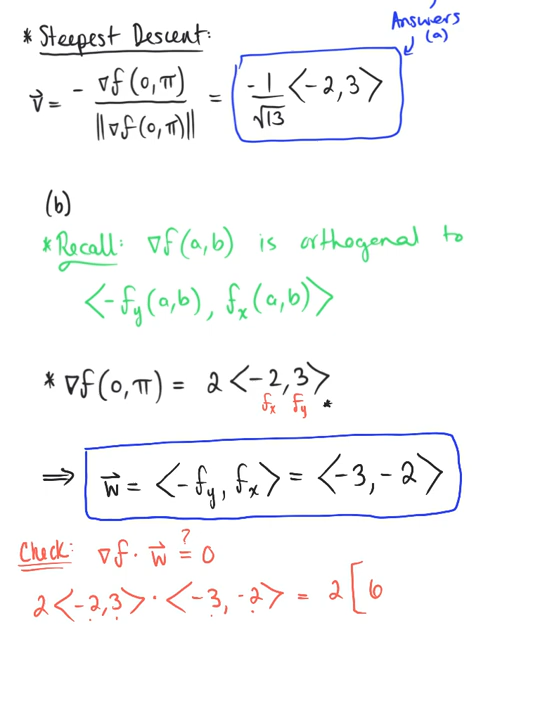 Answers
(a)
* Steepest Descent:
v⃗ = - ∇f(0,π) / ||∇f(0,π)|| = -1/√13 <-2,3>
(b)
* Recall: ∇f(a,b) is orthogonal to
<-f_y(a,b), f_x(a,b)>
* ∇f(0,π) = 2<-2,3>
f_x f_y *
⇒ w⃗ = <-f_y, f_x> = <-3,-2>
Check: ∇f · w⃗ ≟ 0
2<-2,3> · <-3,-2> = 2[6